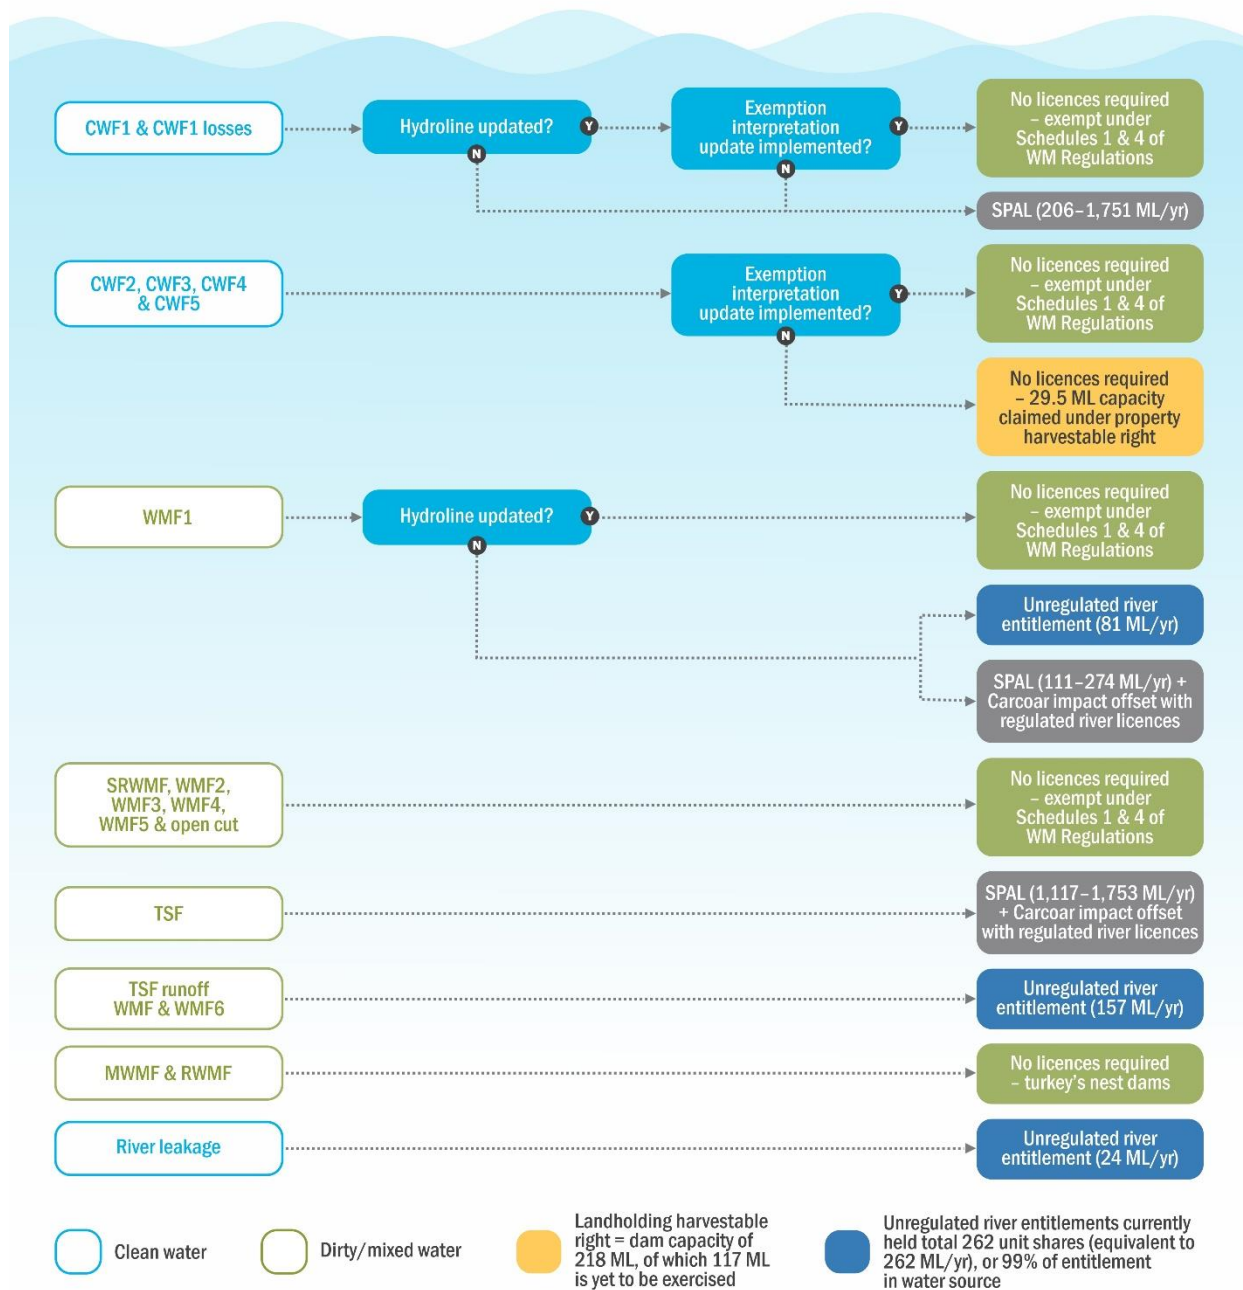 CWF1 & CWF1 losses
Hydroline updated?
Y
N
Exemption
interpretation
update implemented?
Y
N
No licences required
– exempt under
Schedules 1 & 4 of
WM Regulations
SPAL (206–1,751 ML/yr)
CWF2, CWF3, CWF4
& CWF5
Exemption
interpretation
update implemented?
Y
N
No licences required
– exempt under
Schedules 1 & 4 of
WM Regulations
No licences required
– 29.5 ML capacity
claimed under property
harvestable right
WMF1
Hydroline updated?
Y
N
No licences required
– exempt under
Schedules 1 & 4 of
WM Regulations
Unregulated river
entitlement (81 ML/yr)
SPAL (111–274 ML/yr) +
Carcoar impact offset with
regulated river licences
SRWMF, WMF2,
WMF3, WMF4,
WMF5 & open cut
No licences required
– exempt under
Schedules 1 & 4 of
WM Regulations
TSF
SPAL (1,117–1,753 ML/yr)
+ Carcoar impact offset
with regulated river licences
TSF runoff
WMF & WMF6
Unregulated river
entitlement (157 ML/yr)
MWMF & RWMF
No licences required
– turkey's nest dams
River leakage
Unregulated river
entitlement (24 ML/yr)
Clean water
Dirty/mixed water
Landholding harvestable
right = dam capacity of
218 ML, of which 117 ML
is yet to be exercised
Unregulated river entitlements currently
held total 262 unit shares (equivalent to
262 ML/yr), or 99% of entitlement
in water source